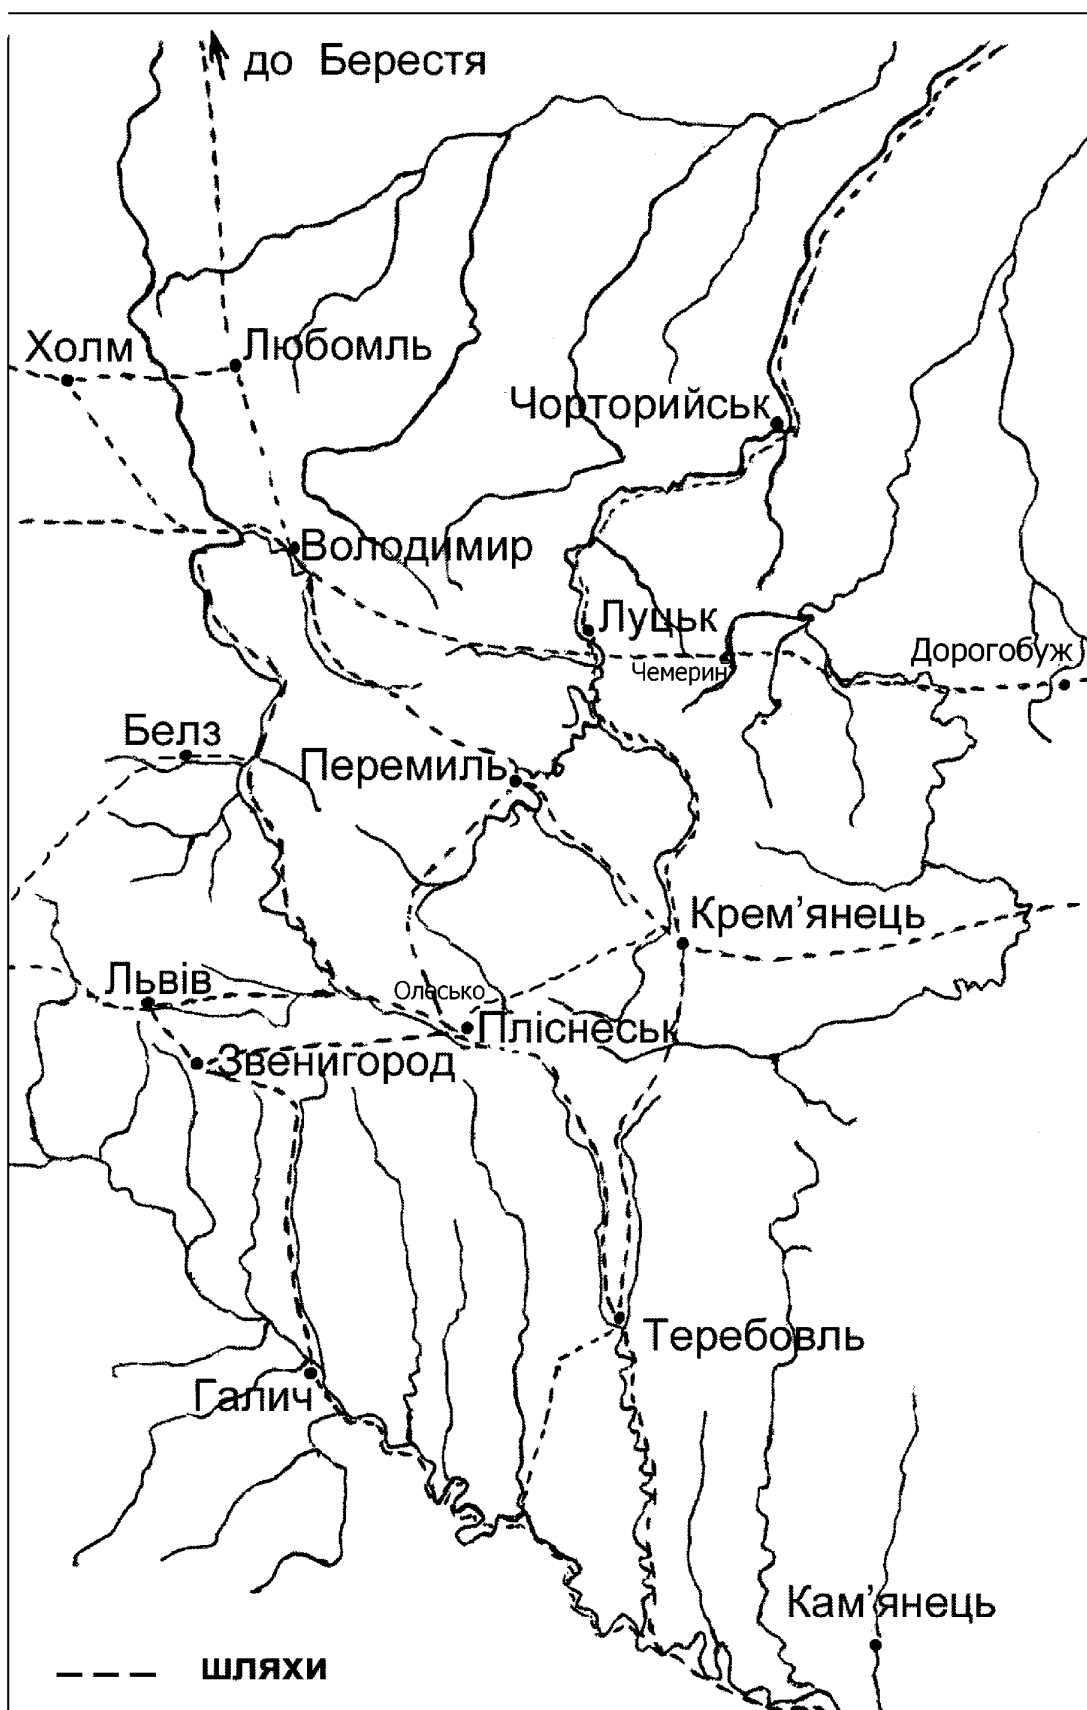 до Берестя
Холм
Любомль
Чорторийськ
Володимир
Луцьк
Чемерин
Дорогобуж
Белз
Перемиль
Крем'янець
Львів
Олесько
Пліснеськ
Звенигород
Теребовль
Галич
Кам'янець
шляхи